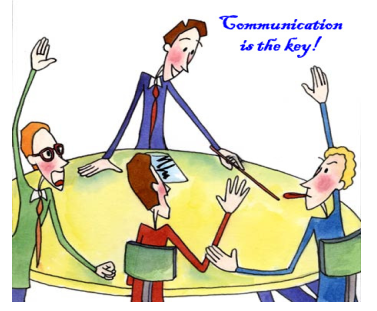 Communication
is the key!